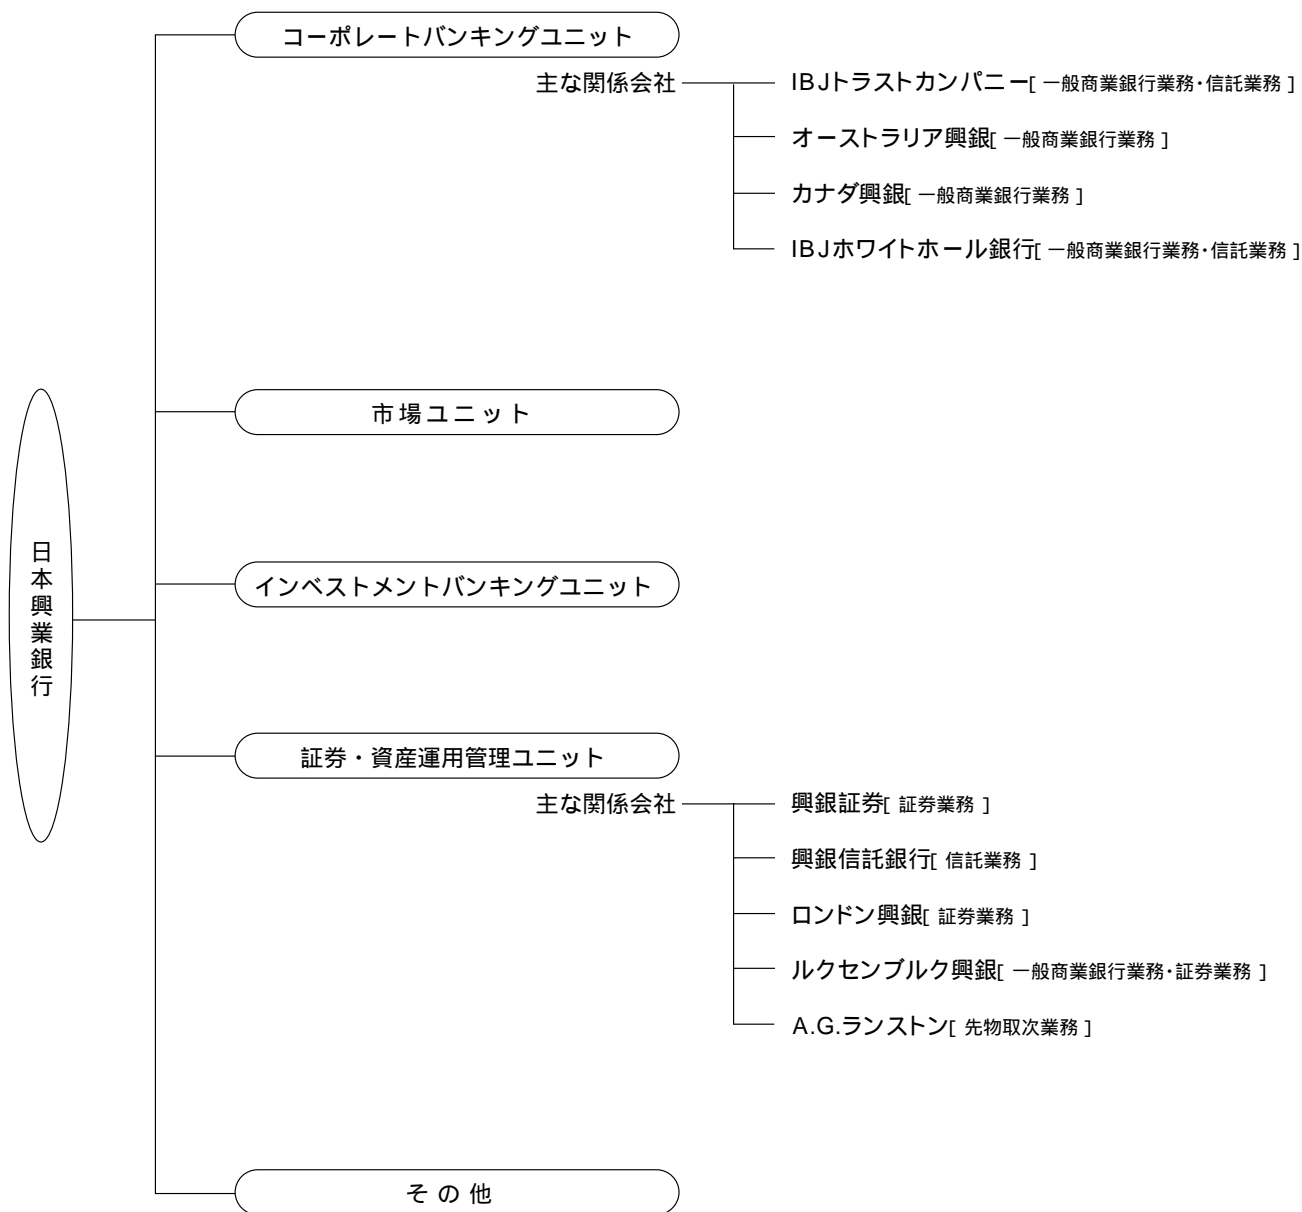 コーポレートバンキングユニット
主な関係会社
IBJトラストカンパニー[ 一般商業銀行業務・信託業務 ]
オーストラリア興銀[ 一般商業銀行業務 ]
カナダ興銀[ 一般商業銀行業務 ]
IBJホワイトホール銀行[ 一般商業銀行業務・信託業務 ]
市場ユニット
日本興業銀行
インベストメントバンキングユニット
証券・資産運用管理ユニット
主な関係会社
興銀証券[ 証券業務 ]
興銀信託銀行[ 信託業務 ]
ロンドン興銀[ 証券業務 ]
ルクセンブルク興銀[ 一般商業銀行業務・証券業務 ]
A.G.ランストン[ 先物取次業務 ]
その他